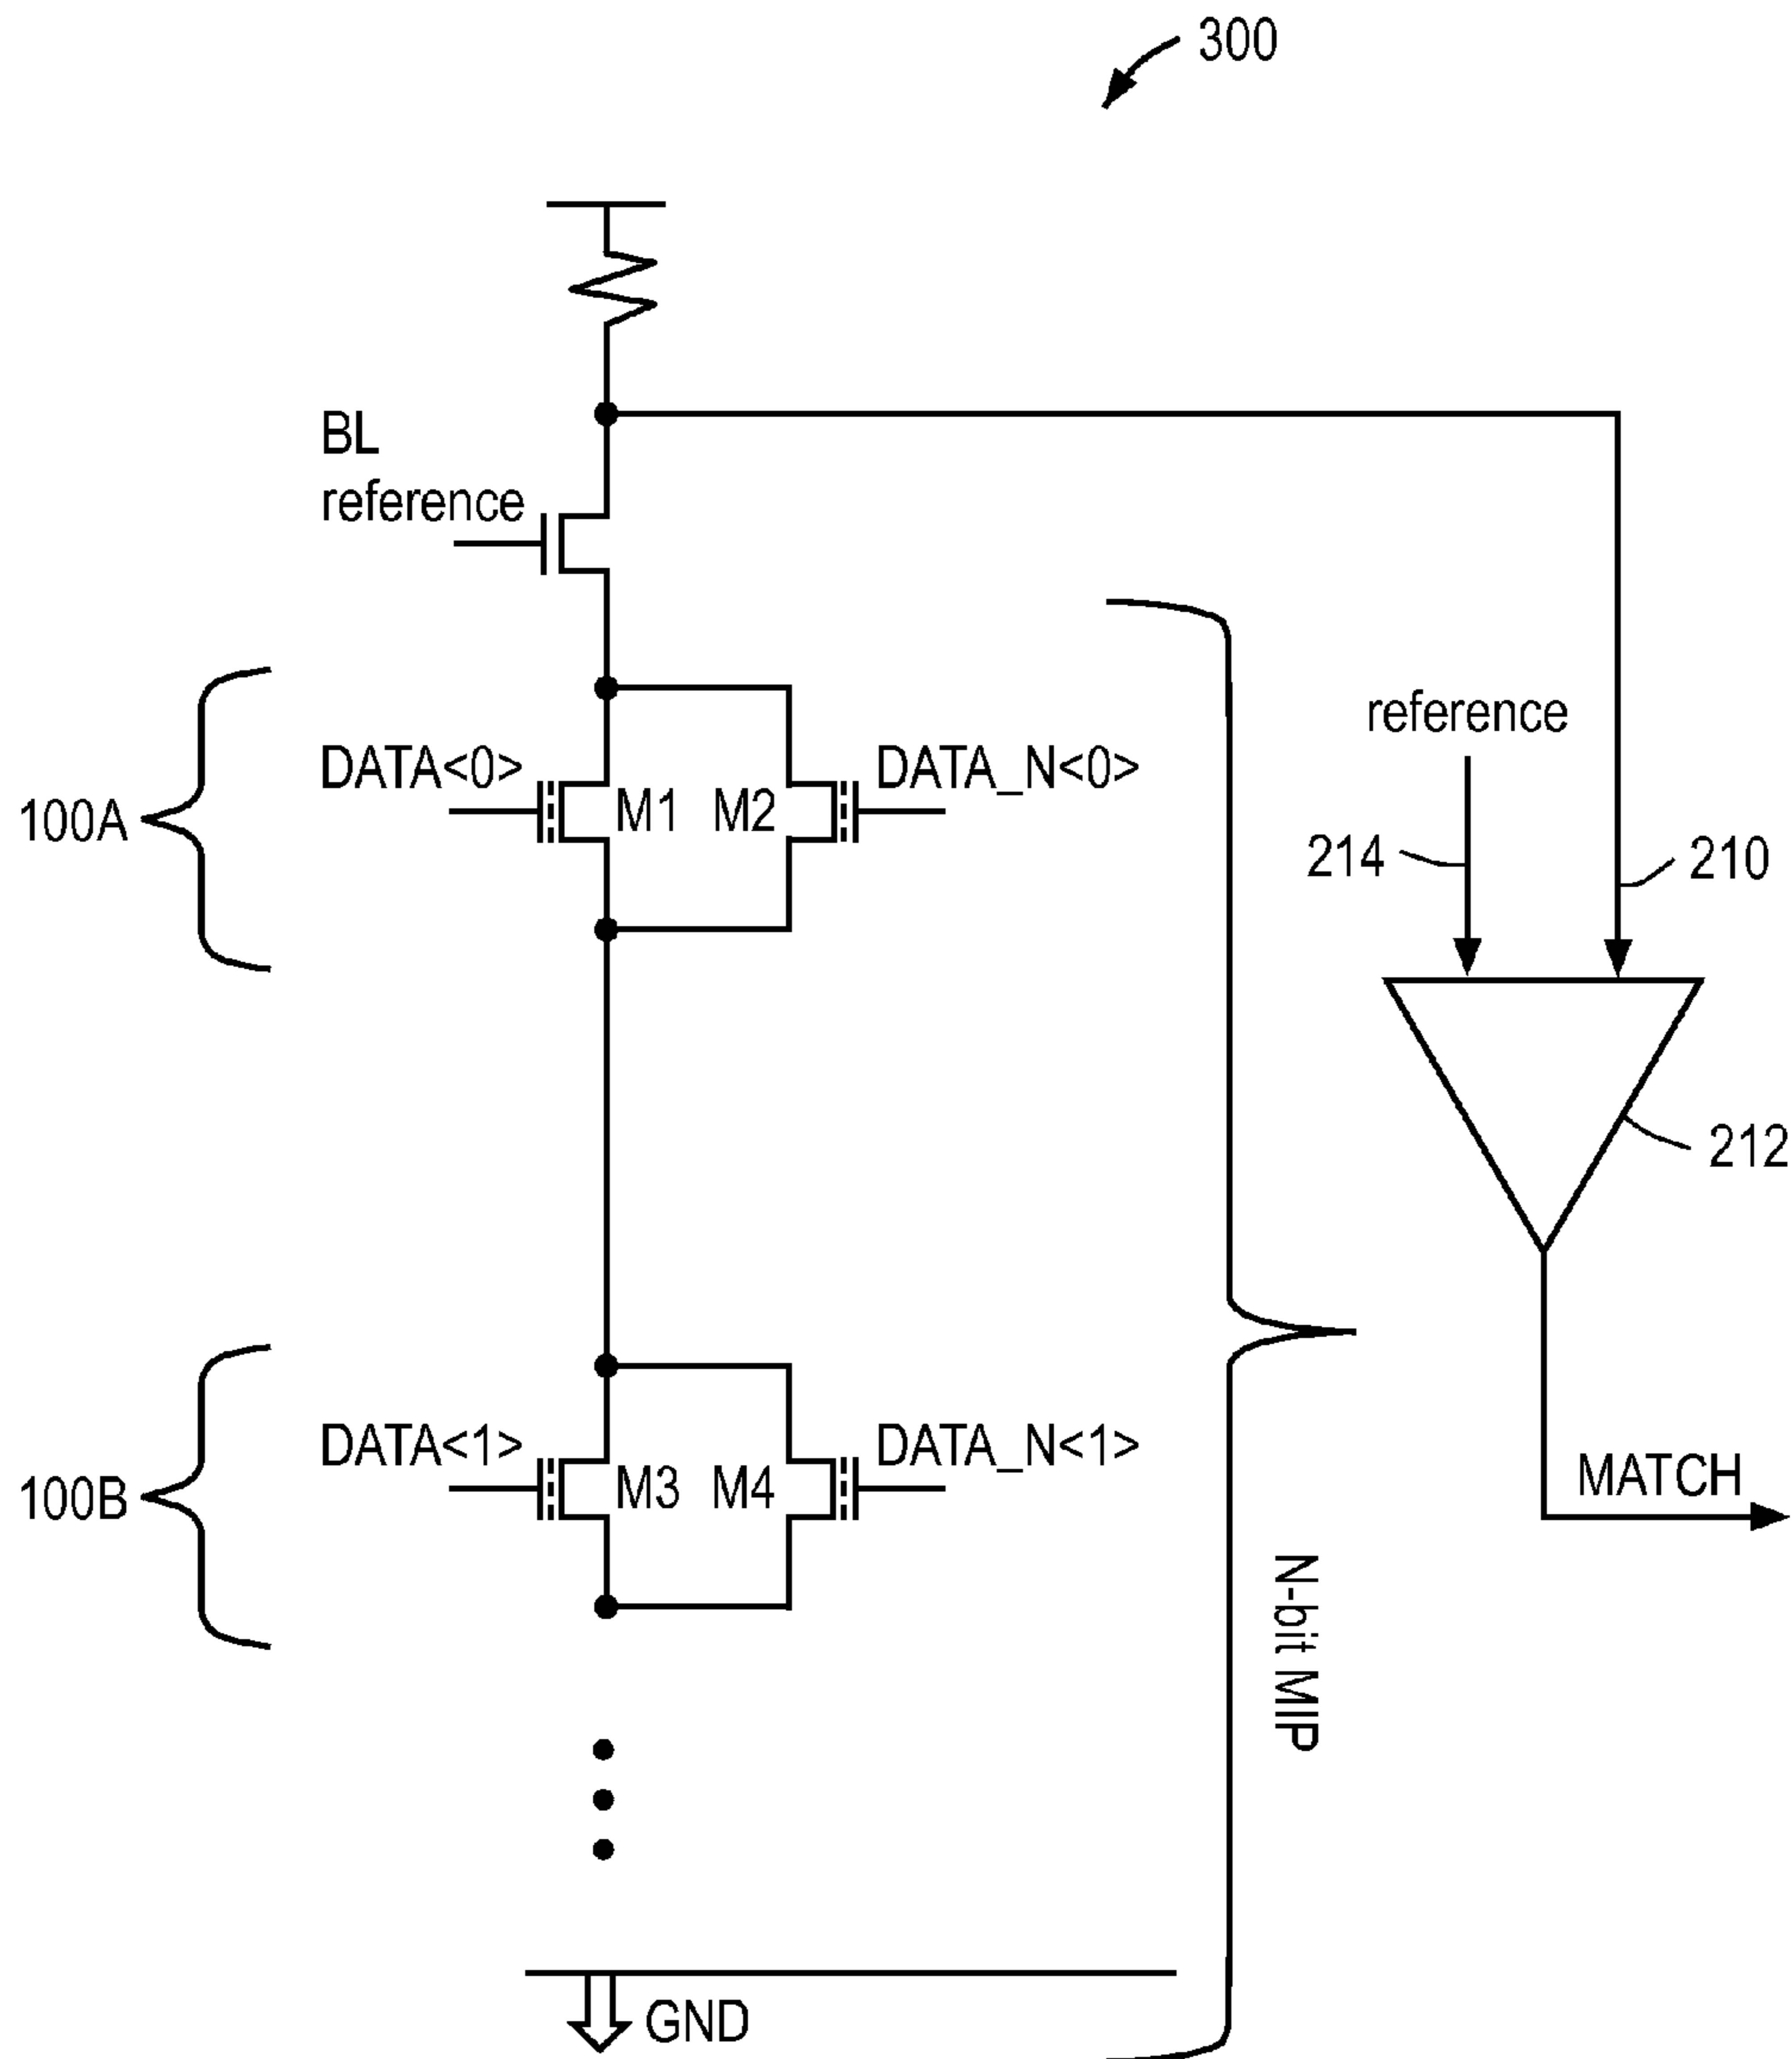 300
BL
reference
DATA<0>
M1
M2
DATA_N<0>
100A
reference
214
210
212
DATA<1>
M3
M4
DATA_N<1>
100B
MATCH
N-bit MIP
GND